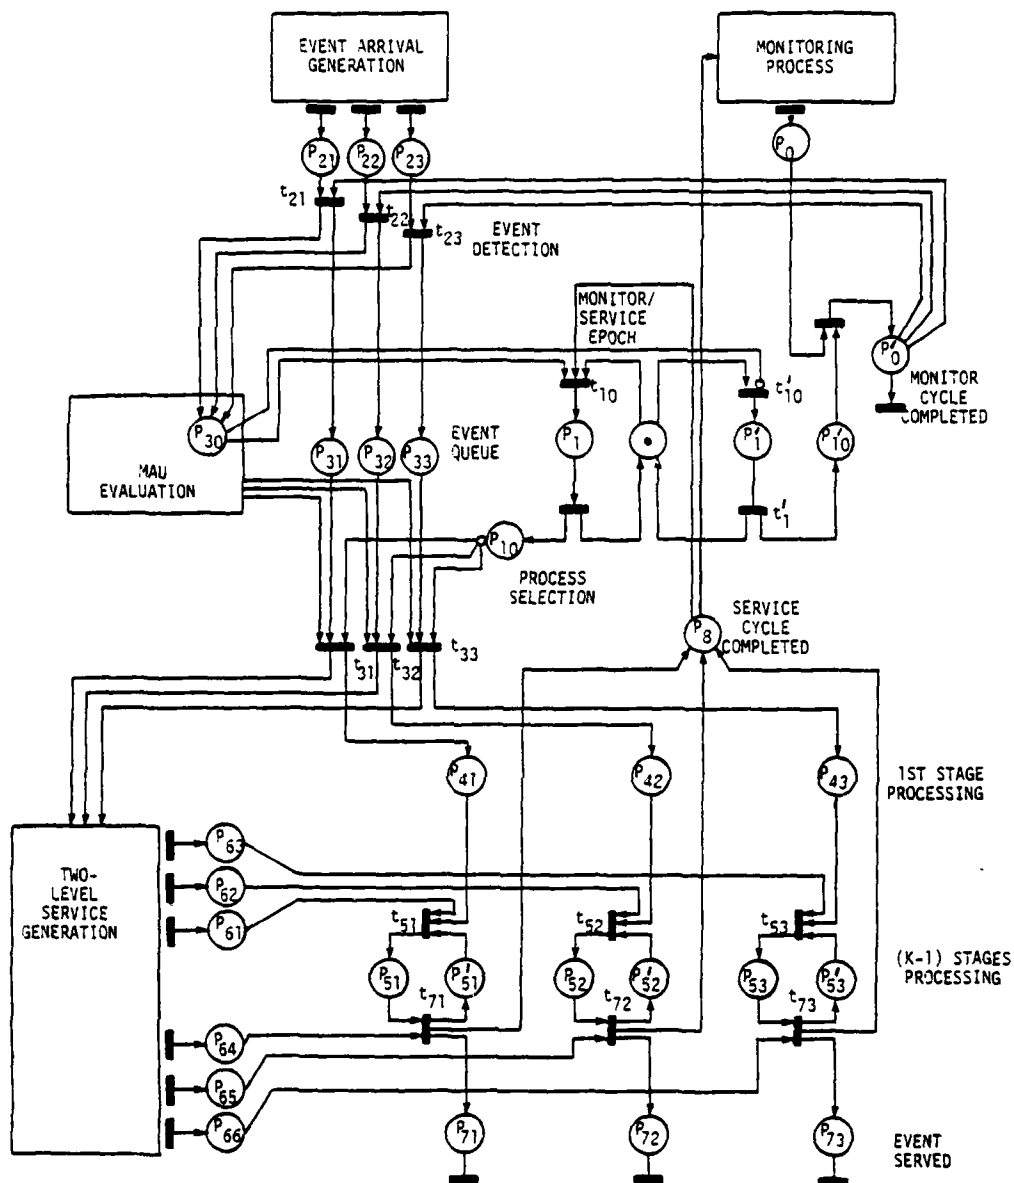 EVENT ARRIVAL
GENERATION
MONITORING
PROCESS
P21
P22
P23
P0
t21
t22
t23
EVENT
DETECTION
MONITOR/
SERVICE
EPOCH
t10
t'10
P'0
MONITOR
CYCLE
COMPLETED
P30
MAU
EVALUATION
P31
P32
P33
EVENT
QUEUE
P1
P'1
P'10
t'1
P10
PROCESS
SELECTION
SERVICE
CYCLE
COMPLETED
P8
t31
t32
t33
P41
P42
P43
1ST STAGE
PROCESSING
TWO-
LEVEL
SERVICE
GENERATION
P63
P62
P61
t51
t52
t53
P51
P'51
P52
P'52
P53
P'53
(K-1) STAGES
PROCESSING
t71
t72
t73
P64
P65
P66
P71
P72
P73
EVENT
SERVED